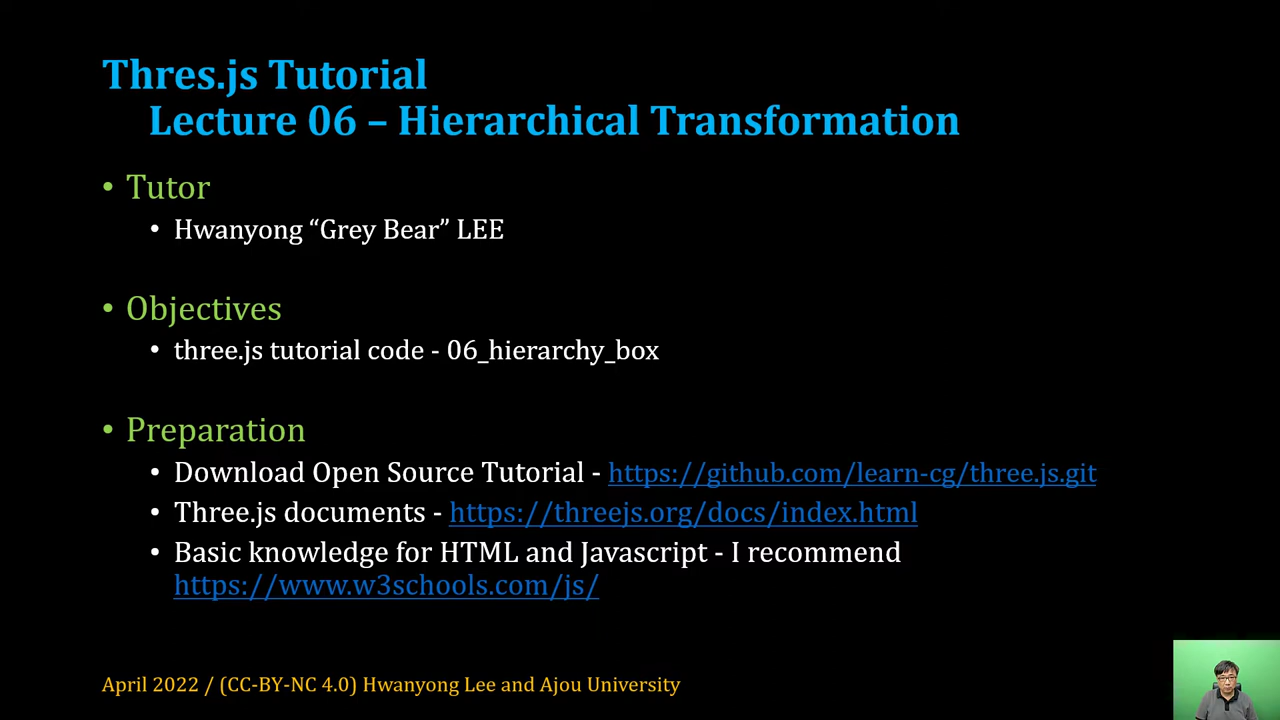 Thres.js Tutorial
Lecture 06 – Hierarchical Transformation
• Tutor
• Hwanyong “Grey Bear” LEE
• Objectives
• three.js tutorial code - 06_hierarchy_box
• Preparation
• Download Open Source Tutorial - https://github.com/learn-cg/three.js.git
• Three.js documents - https://threejs.org/docs/index.html
• Basic knowledge for HTML and Javascript - I recommend
https://www.w3schools.com/js/
April 2022 / (CC-BY-NC 4.0) Hwanyong Lee and Ajou University